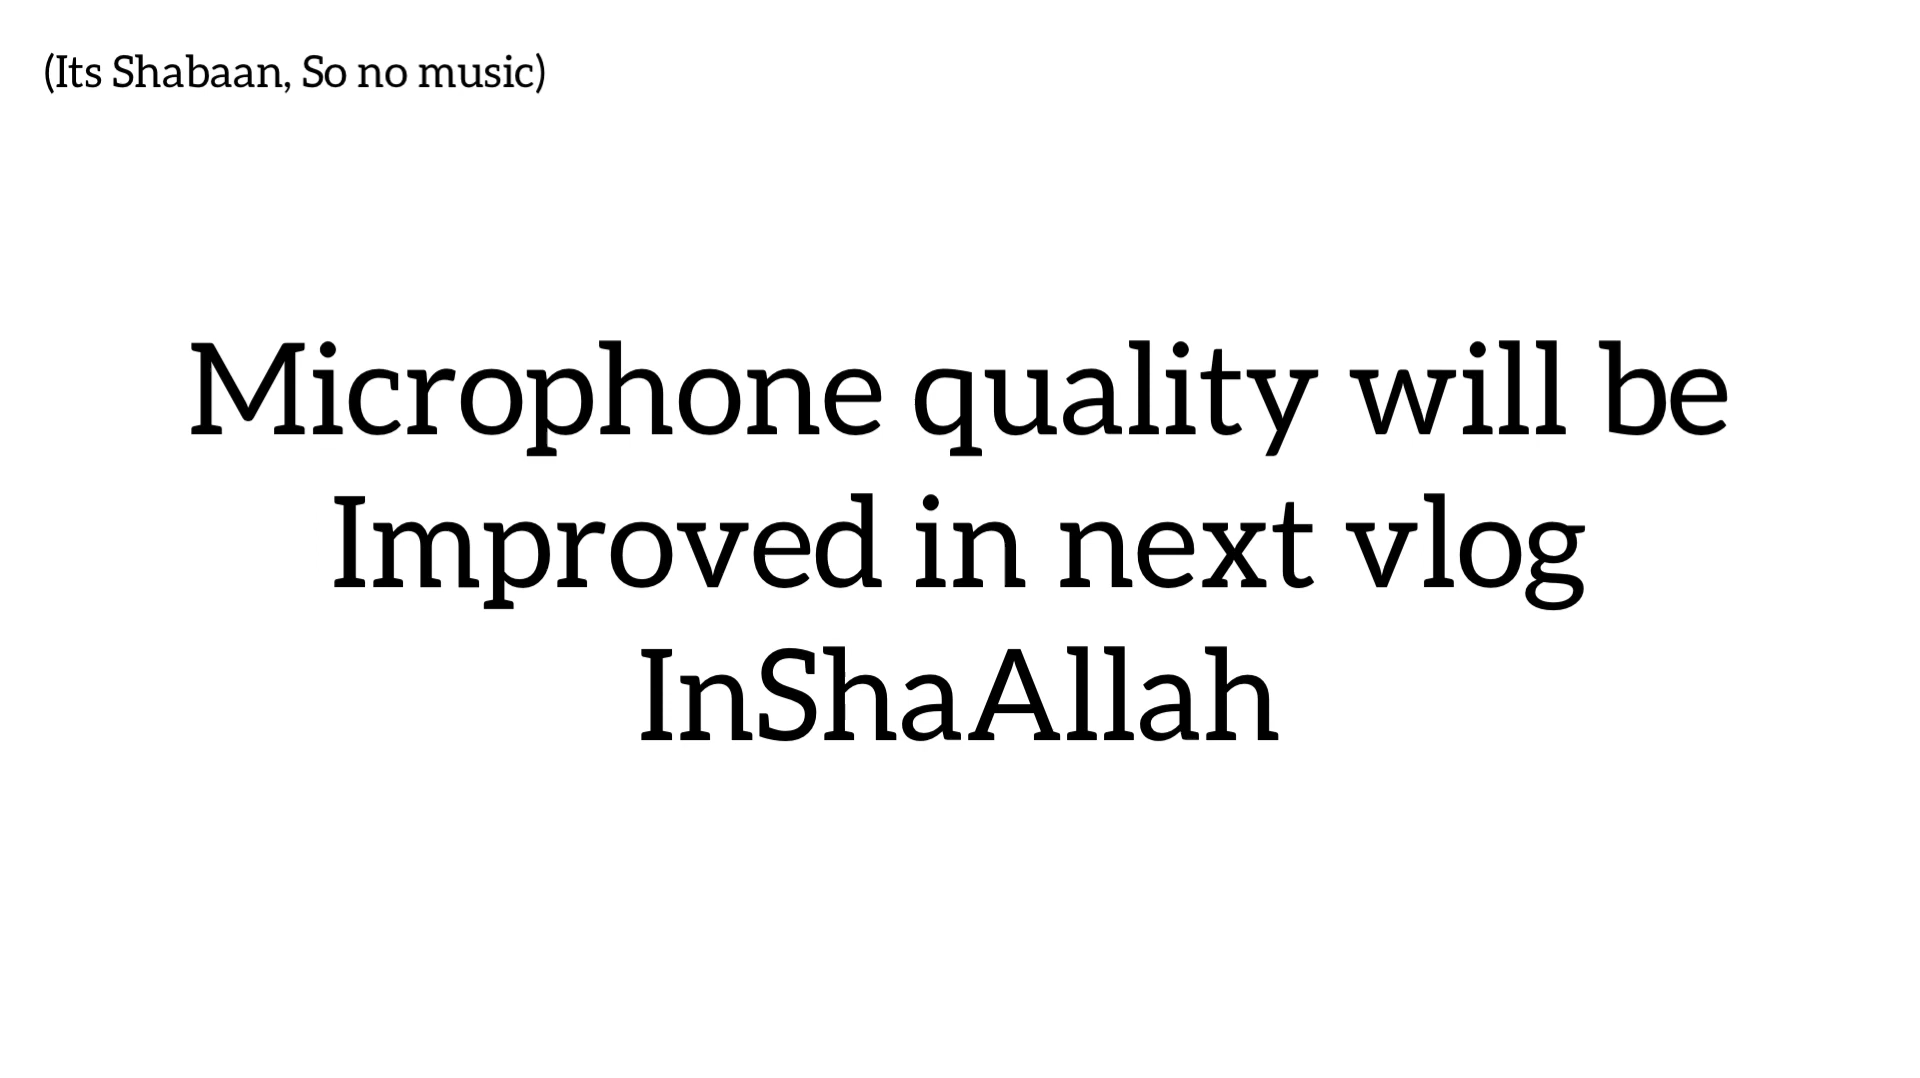 (Its Shabaan, So no music)
Microphone quality will be
Improved in next vlog
InShaAllah